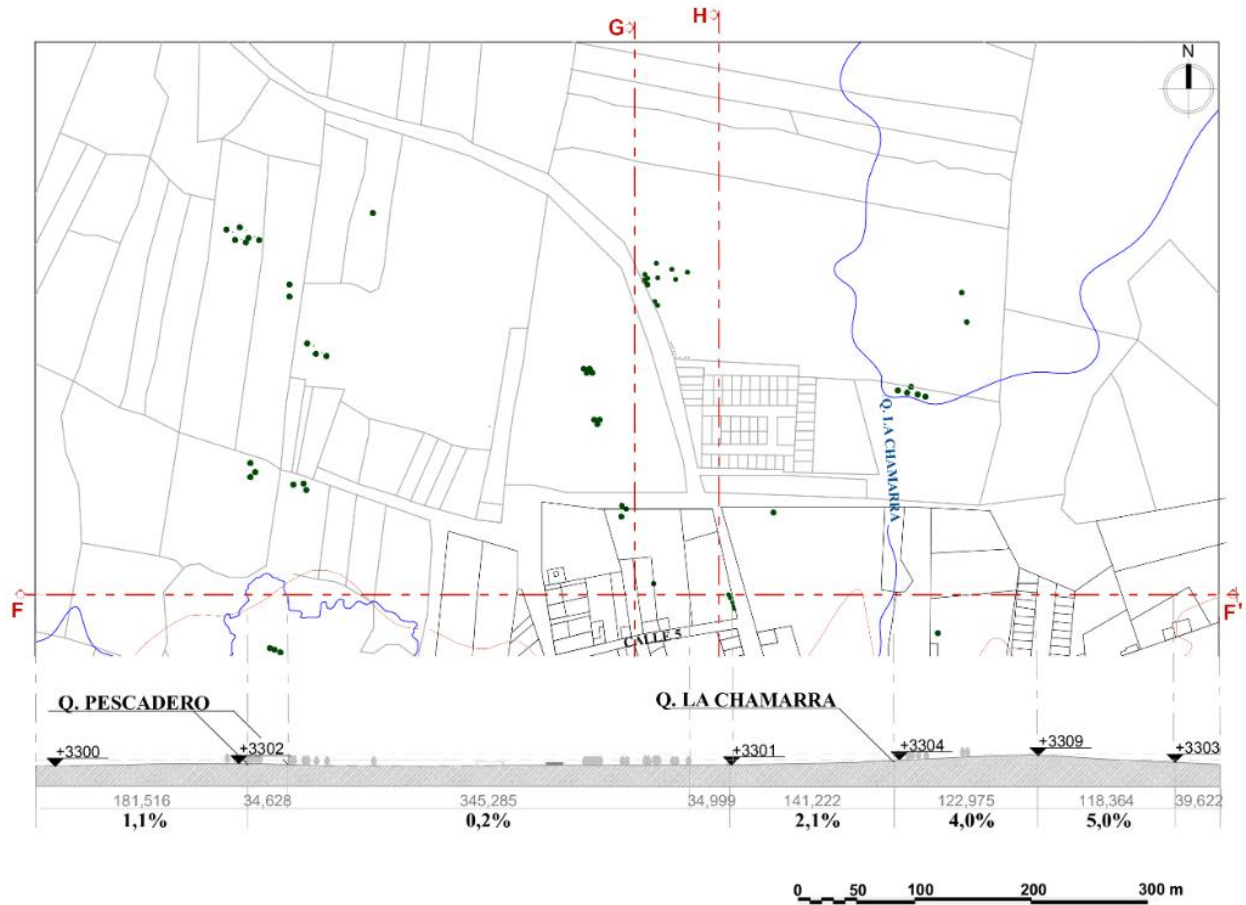 G H
N
Q. LA CHAMARRA
F F'
CALLE 5
Q. PESCADERO Q. LA CHAMARRA
+3300 +3302 +3301 +3304 +3309 +3303
181,516 34,628 345,285 34,999 141,222 122,975 118,364 39,622
1,1% 0,2% 2,1% 4,0% 5,0%
0 50 100 200 300 m